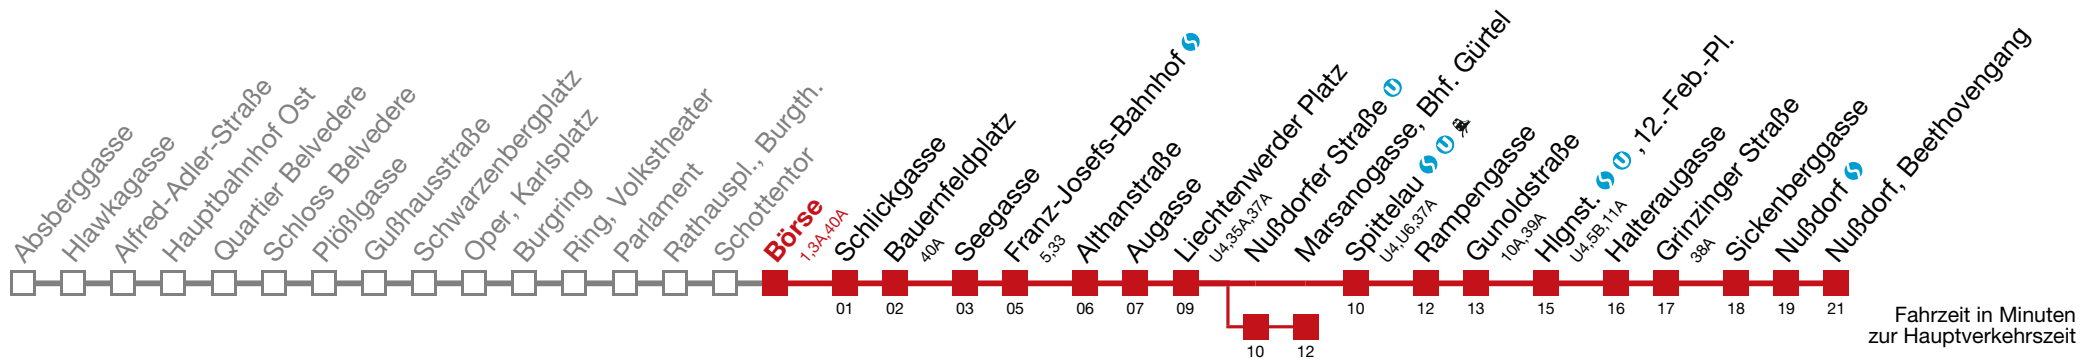 Absberggasse
Hlawkagasse
Alfred-Adler-Straße
Hauptbahnhof Ost
Quartier Belvedere
Schloss Belvedere
Plößlgasse
Gußhausstraße
Schwarzenbergplatz
Oper, Karlsplatz
Burgring
Ring, Volkstheater
Parlament
Rathauspl., Burgth.
Schottentor
Börse
1,3A,40A
Schlickgasse
Bauernfeldplatz
40A
Seegasse
Franz-Josefs-Bahnhof S
5,33
Althanstraße
Augasse
Liechtenwerder Platz
U4,35A,37A
Nußdorfer Straße U
Marsanogasse, Bhf. Gürtel
Spittelau S U
U4,U6,37A
Rampengasse
Gunoldstraße
10A,39A
Hlgnst. S U , 12.-Feb.-Pl.
U4,5B,11A
Halteraugasse
Grinzinger Straße
38A
Sickenberggasse
Nußdorf S
Nußdorf, Beethovengang
01 02 03 05 06 07 09 10 12 13 15 16 17 18 19 21
10 12
Fahrzeit in Minuten
zur Hauptverkehrszeit